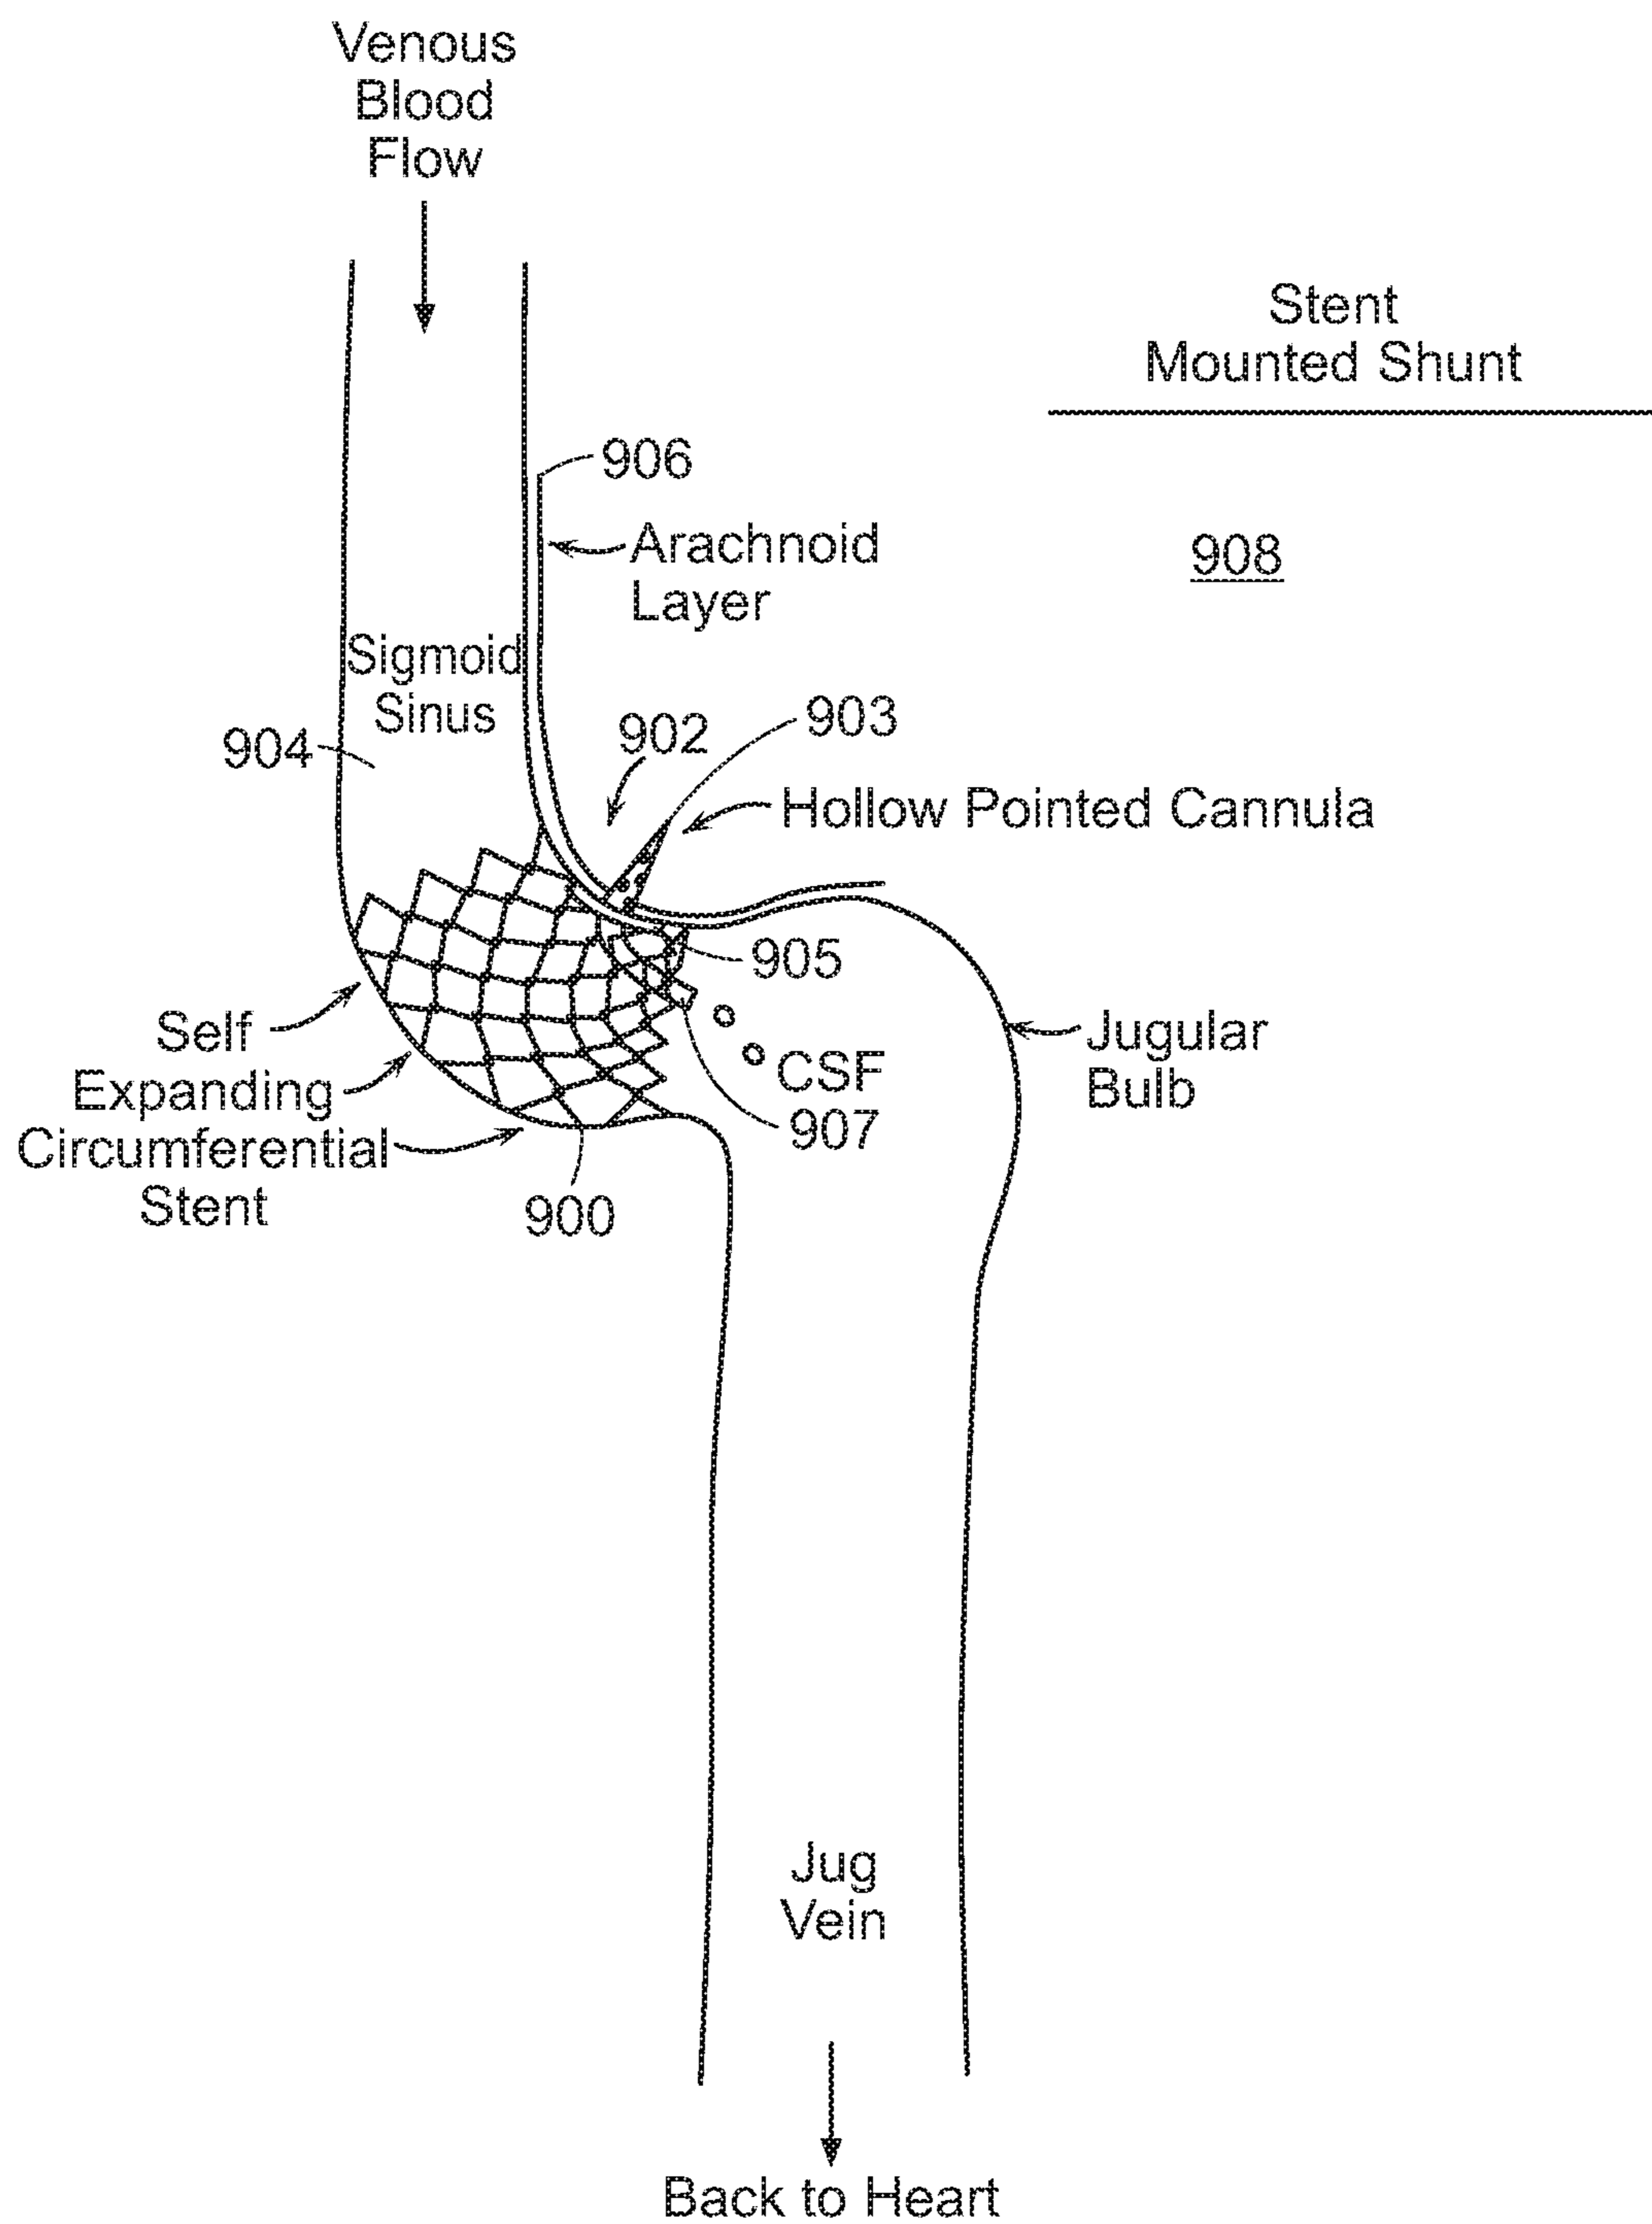 Venous
Blood
Flow
Stent
Mounted Shunt
906
Arachnoid
Layer
908
Sigmoid
Sinus
904
902
903
Hollow Pointed Cannula
905
Self
Expanding
Circumferential
Stent
CSF
907
Jugular
Bulb
900
Jug
Vein
Back to Heart